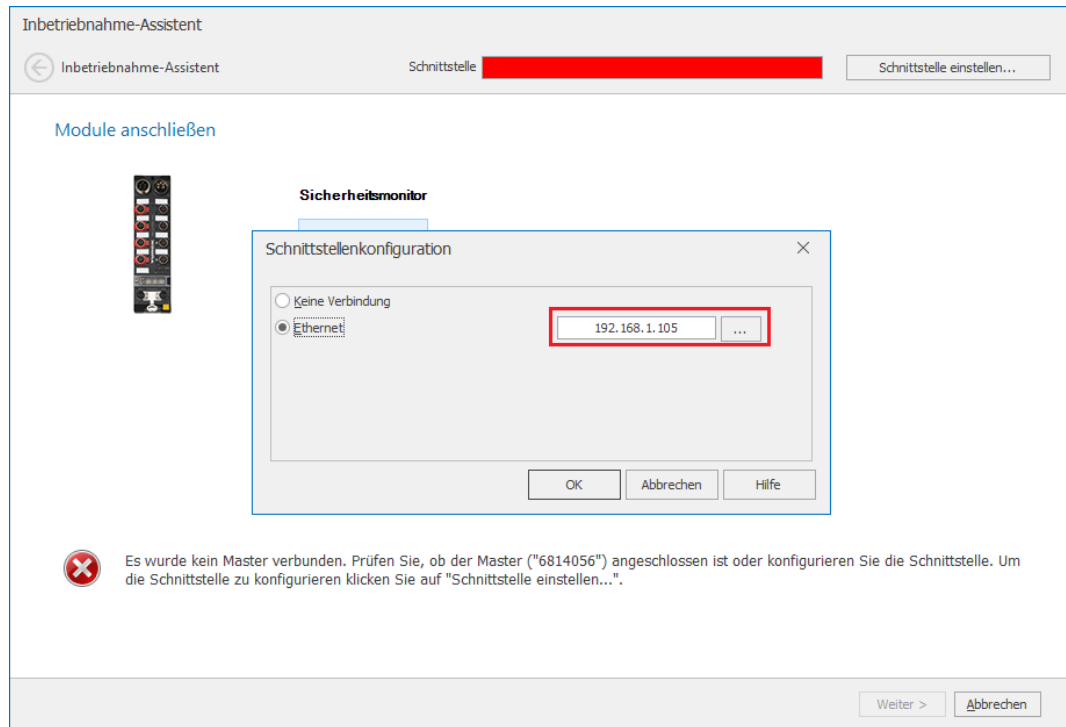 Inbetriebnahme-Assistent
Inbetriebnahme-Assistent
Schnittstelle
Schnittstelle einstellen...
Module anschließen
Sicherheitsmonitor
Schnittstellenkonfiguration
Keine Verbindung
Ethernet
192.168.1.105
...
OK
Abbrechen
Hilfe
Es wurde kein Master verbunden. Prüfen Sie, ob der Master ("6814056") angeschlossen ist oder konfigurieren Sie die Schnittstelle. Um
die Schnittstelle zu konfigurieren klicken Sie auf "Schnittstelle einstellen...".
Weiter >
Abbrechen